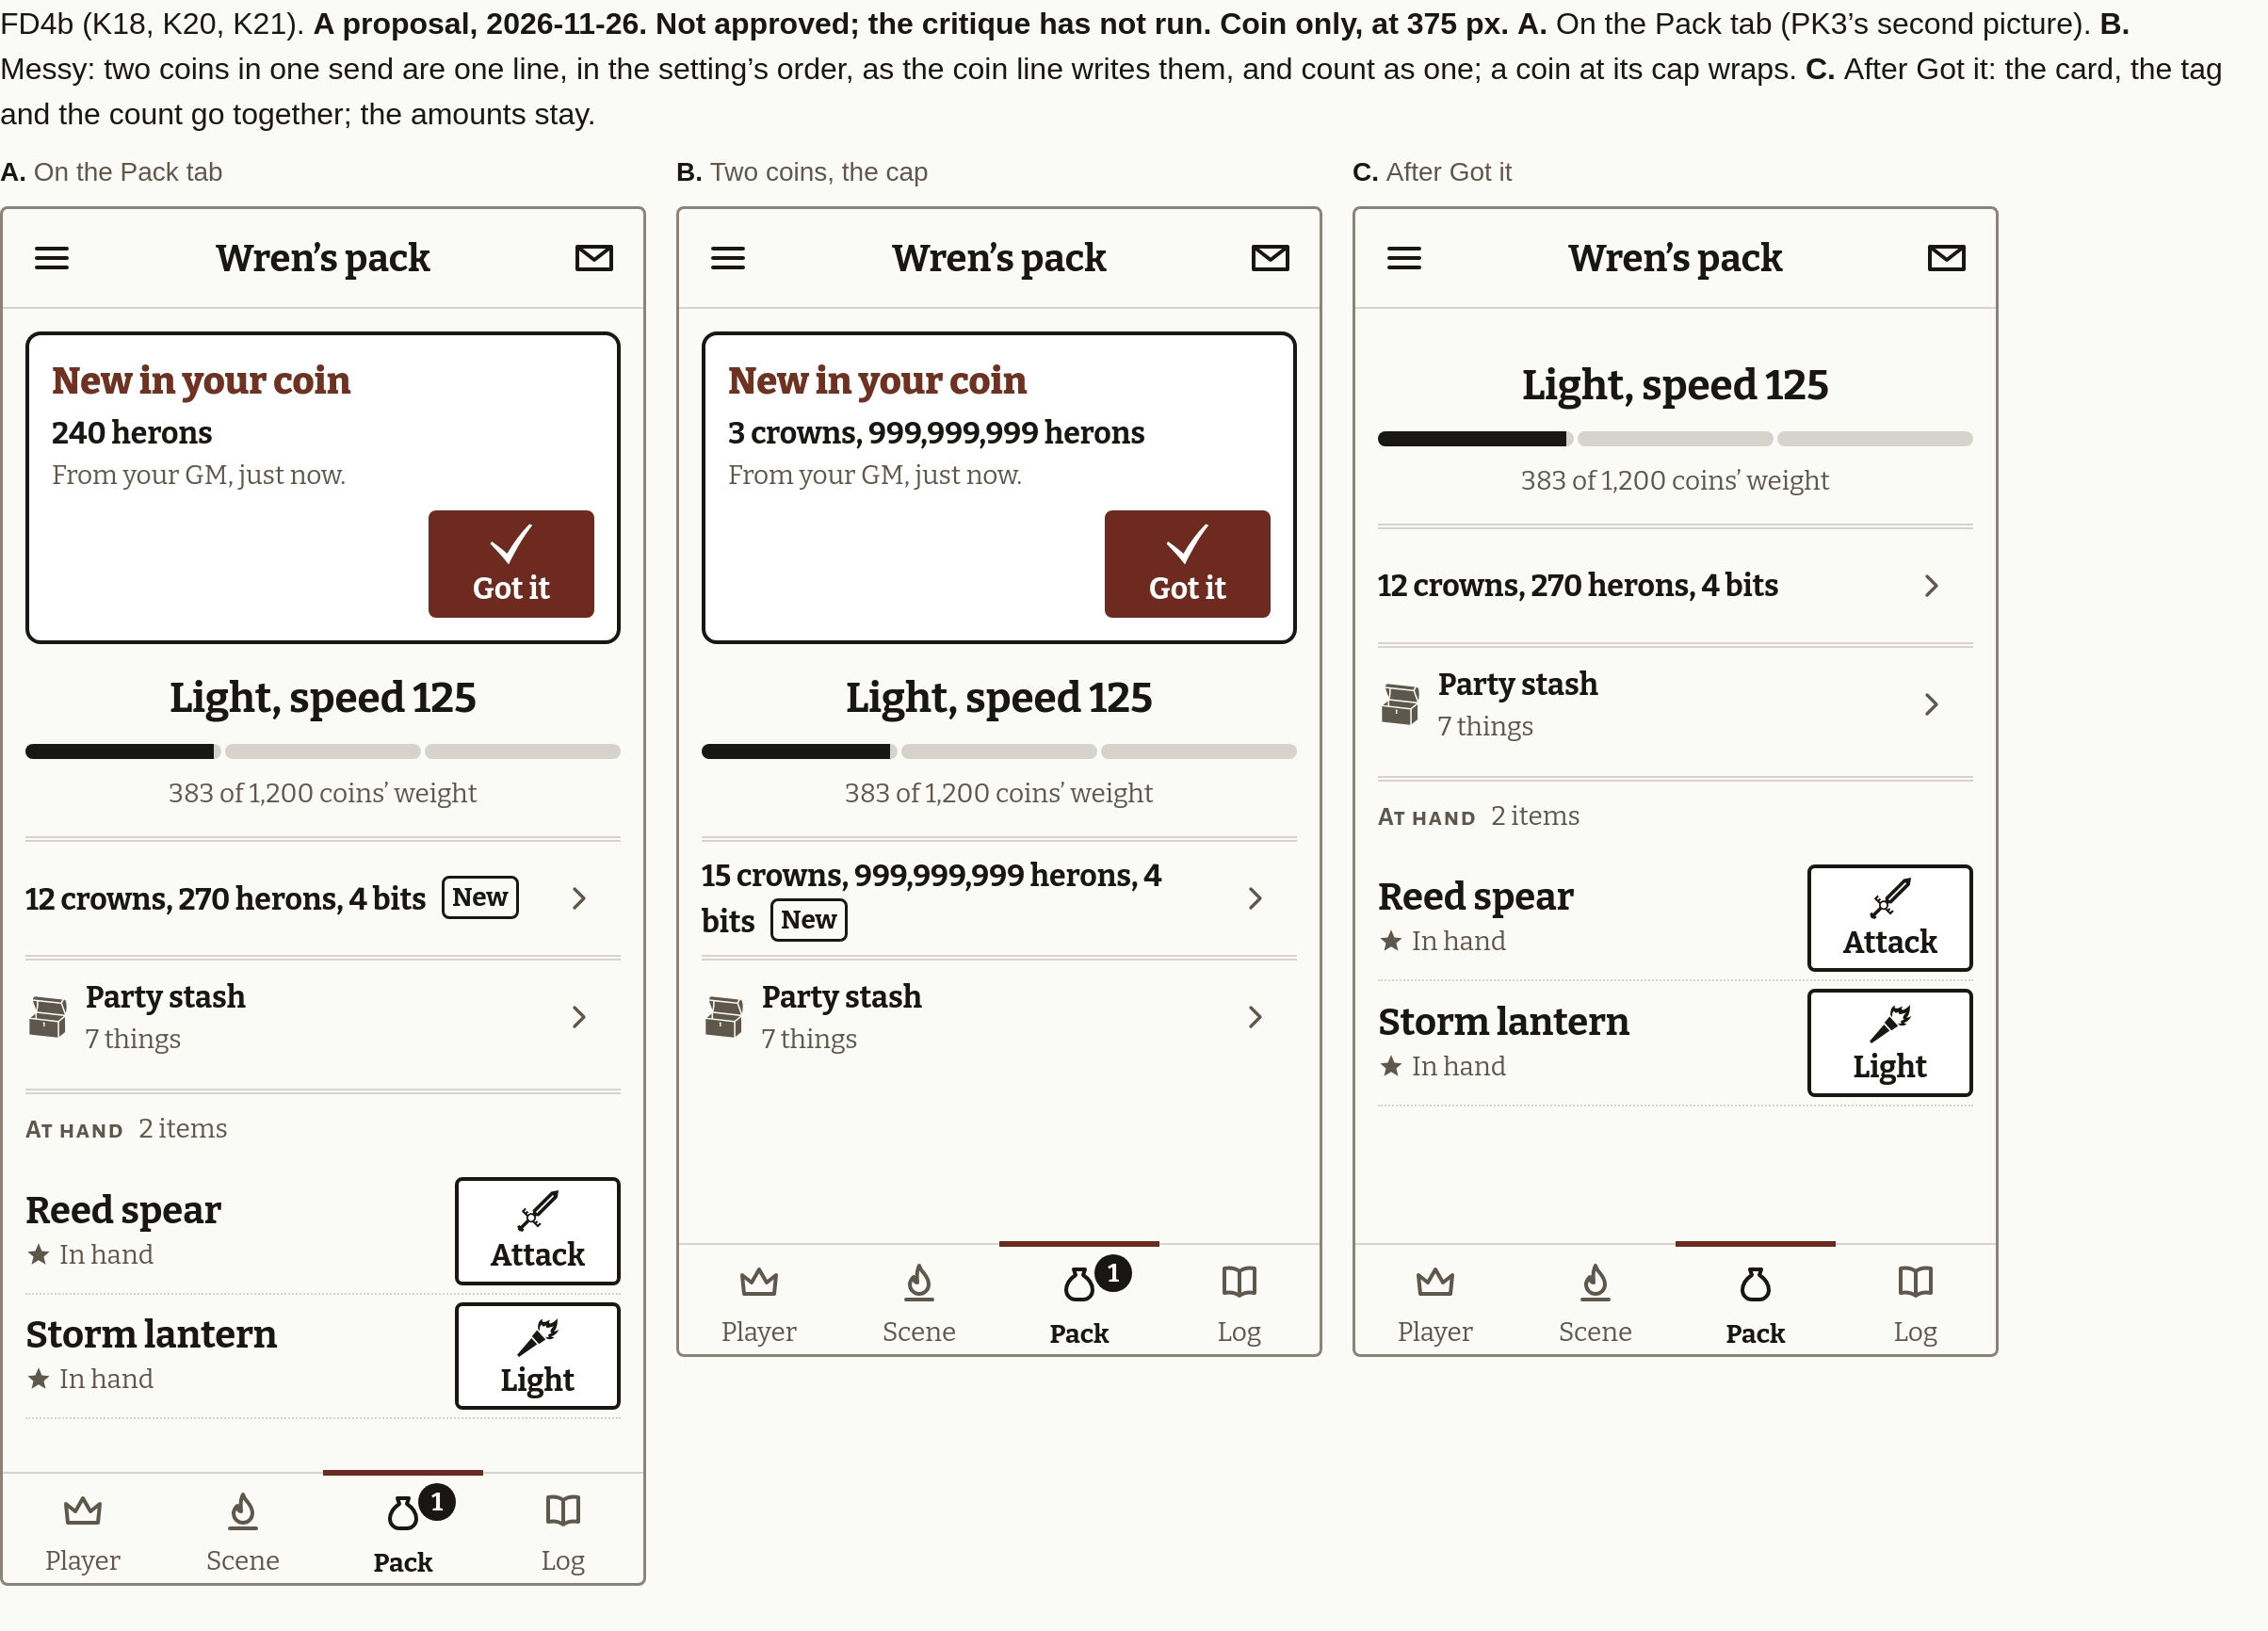 FD4b (K18, K20, K21). A proposal, 2026-11-26. Not approved; the critique has not run. Coin only, at 375 px. A. On the Pack tab (PK3’s second picture). B.
Messy: two coins in one send are one line, in the setting’s order, as the coin line writes them, and count as one; a coin at its cap wraps. C. After Got it: the card, the tag
and the count go together; the amounts stay.
A. On the Pack tab
Wren’s pack
New in your coin
240 herons
From your GM, just now.
Got it
Light, speed 125
383 of 1,200 coins’ weight
12 crowns, 270 herons, 4 bits New
Party stash
7 things
At hand 2 items
Reed spear
In hand
Attack
Storm lantern
In hand
Light
1
Player Scene Pack Log
B. Two coins, the cap
Wren’s pack
New in your coin
3 crowns, 999,999,999 herons
From your GM, just now.
Got it
Light, speed 125
383 of 1,200 coins’ weight
15 crowns, 999,999,999 herons, 4
bits New
Party stash
7 things
1
Player Scene Pack Log
C. After Got it
Wren’s pack
Light, speed 125
383 of 1,200 coins’ weight
12 crowns, 270 herons, 4 bits
Party stash
7 things
At hand 2 items
Reed spear
In hand
Attack
Storm lantern
In hand
Light
Player Scene Pack Log